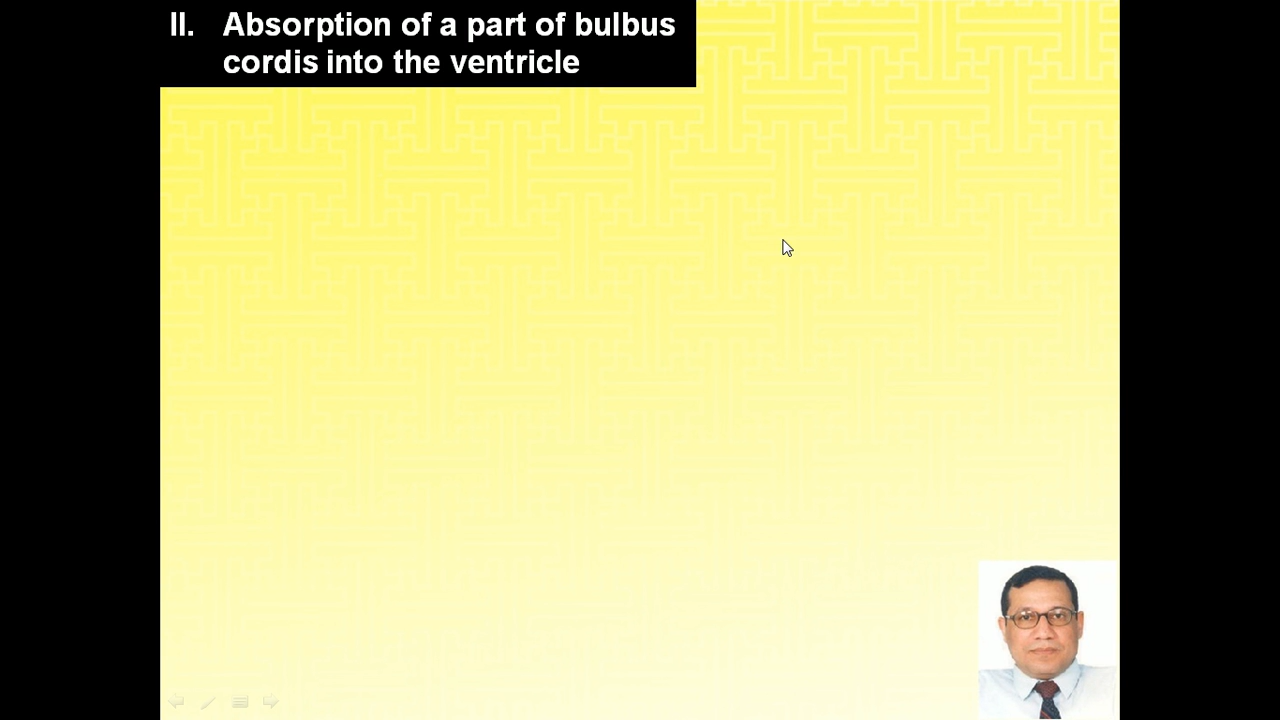 II. Absorption of a part of bulbus
cordis into the ventricle